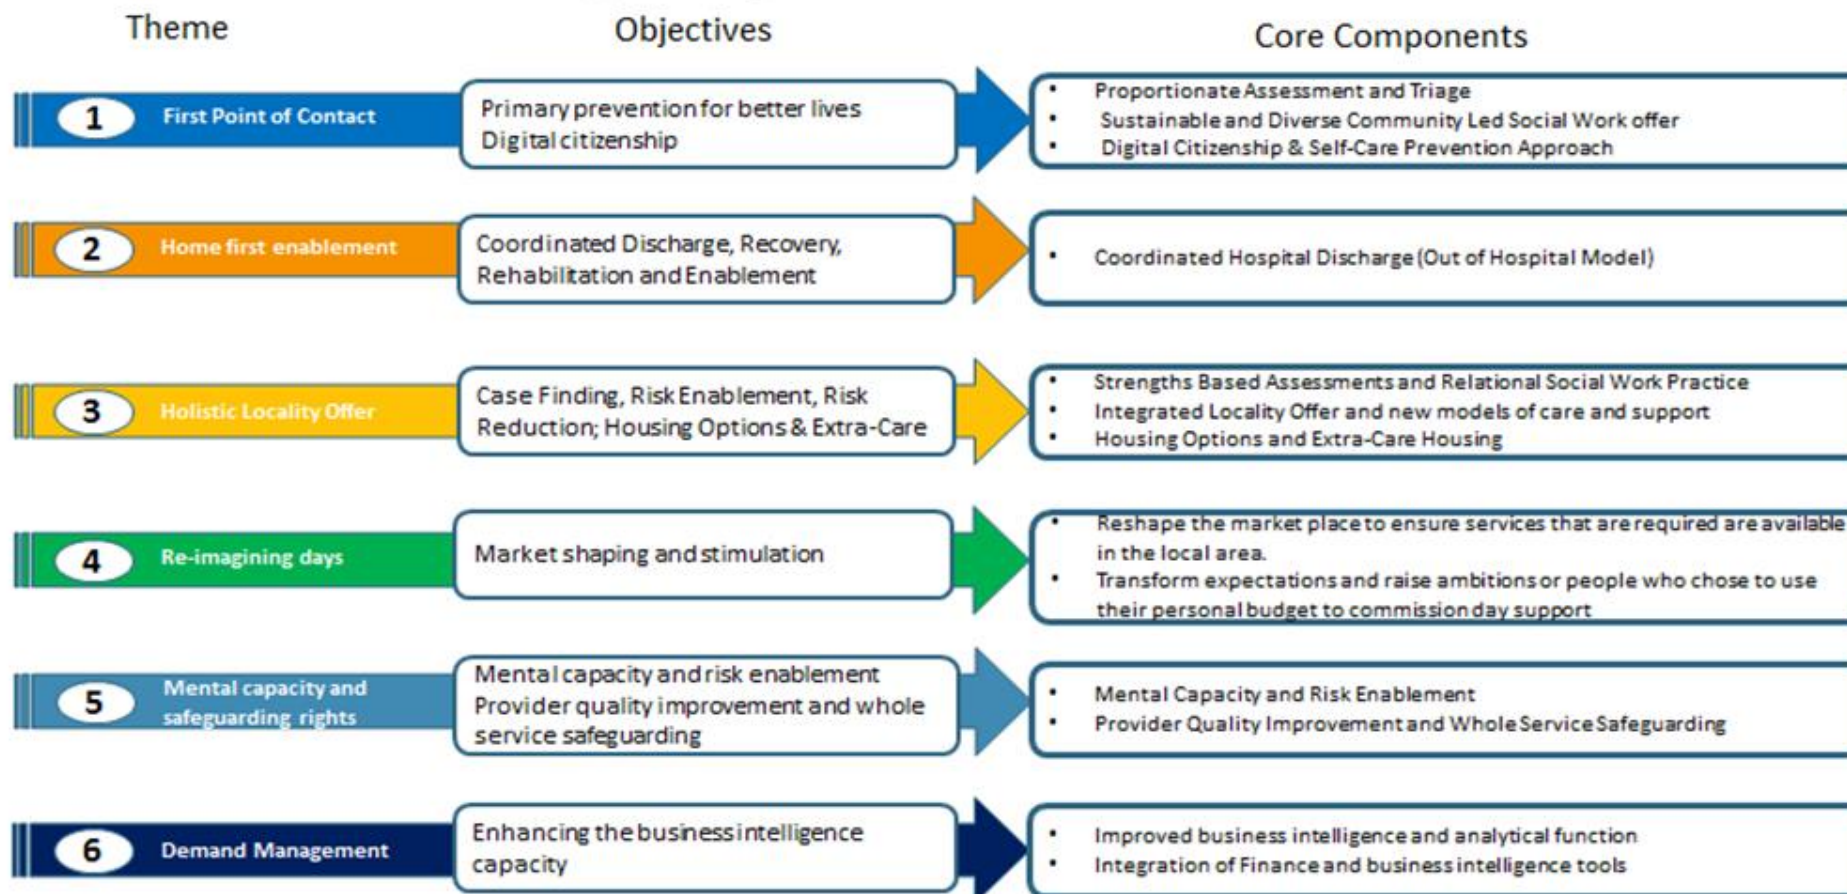 Theme
Objectives
Core Components
1
First Point of Contact
Primary prevention for better lives
Digital citizenship
• Proportionate Assessment and Triage
• Sustainable and Diverse Community Led Social Work offer
• Digital Citizenship & Self-Care Prevention Approach
2
Home first enablement
Coordinated Discharge, Recovery,
Rehabilitation and Enablement
• Coordinated Hospital Discharge (Out of Hospital Model)
3
Holistic Locality Offer
Case Finding, Risk Enablement, Risk
Reduction; Housing Options & Extra-Care
• Strengths Based Assessments and Relational Social Work Practice
• Integrated Locality Offer and new models of care and support
• Housing Options and Extra-Care Housing
4
Re-imagining days
Market shaping and stimulation
• Reshape the market place to ensure services that are required are available
in the local area.
• Transform expectations and raise ambitions or people who chose to use
their personal budget to commission day support
5
Mental capacity and
safeguarding rights
Mental capacity and risk enablement
Provider quality improvement and whole
service safeguarding
• Mental Capacity and Risk Enablement
• Provider Quality Improvement and Whole Service Safeguarding
6
Demand Management
Enhancing the business intelligence
capacity
• Improved business intelligence and analytical function
• Integration of Finance and business intelligence tools